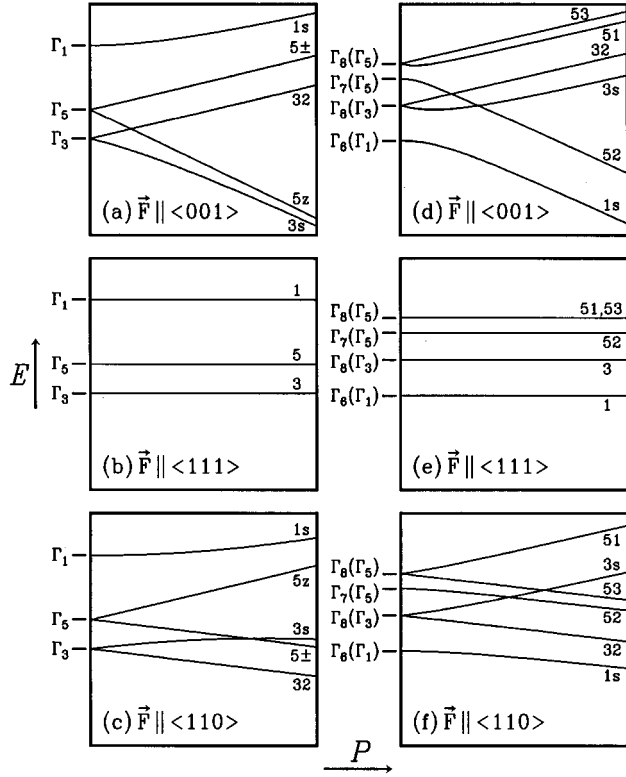 Γ₁
1s
5±
Γ₅
32
Γ₃
5z
3s
(a) F⃗ ∥ <001>
53
51
Γ₈(Γ₅)
32
Γ₇(Γ₅)
3s
Γ₈(Γ₃)
Γ₆(Γ₁)
52
1s
(d) F⃗ ∥ <001>
Γ₁
1
Γ₅
5
Γ₃
3
(b) F⃗ ∥ <111>
Γ₈(Γ₅)
51,53
Γ₇(Γ₅)
52
Γ₈(Γ₃)
3
Γ₆(Γ₁)
1
(e) F⃗ ∥ <111>
E
1s
Γ₁
5z
Γ₅
3s
Γ₃
5±
32
(c) F⃗ ∥ <110>
51
Γ₈(Γ₅)
3s
Γ₇(Γ₅)
53
Γ₈(Γ₃)
52
Γ₆(Γ₁)
32
1s
(f) F⃗ ∥ <110>
P